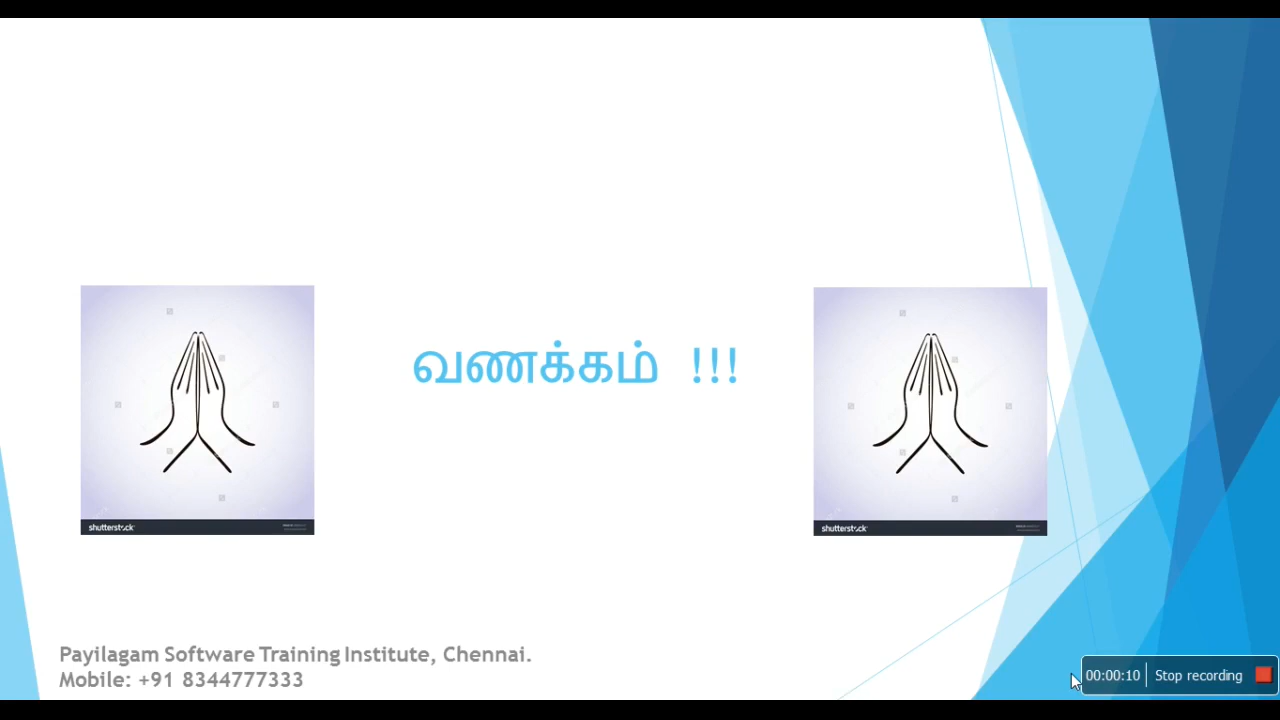 வணக்கம் !!!
shutterstock
shutterstock
Payilagam Software Training Institute, Chennai.
Mobile: +91 8344777333
00:00:10 Stop recording